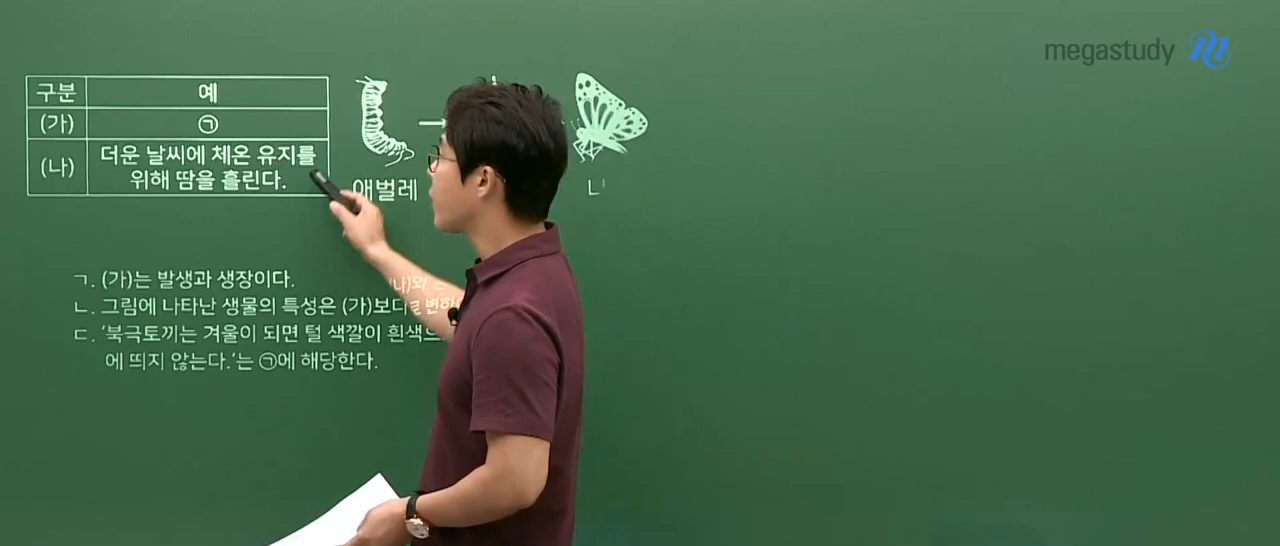 megastudy
구분 예
(가) ㉠
(나) 더운 날씨에 체온 유지를
위해 땀을 흘린다.
애벌레
ㄱ. (가)는 발생과 생장이다.
ㄴ. 그림에 나타난 생물의 특성은 (가)보다
ㄷ. '북극토끼는 겨울이 되면 털 색깔이 흰색으
에 띄지 않는다.'는 ㉠에 해당한다.